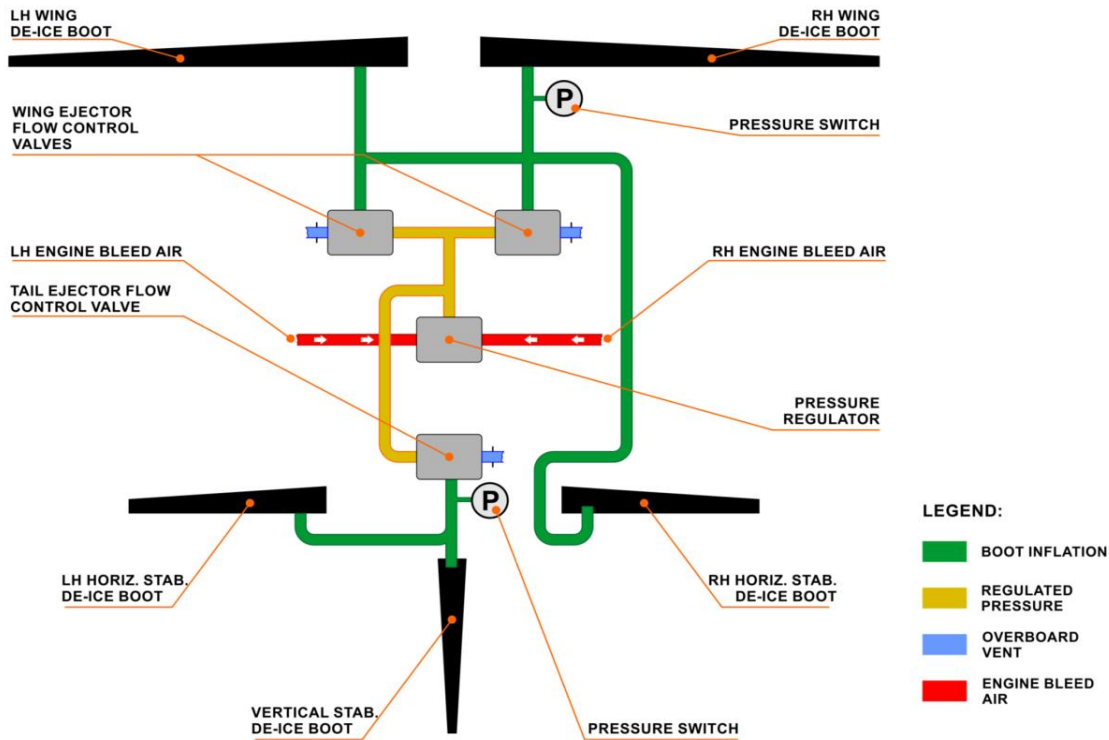 LH WING
DE-ICE BOOT
RH WING
DE-ICE BOOT
WING EJECTOR
FLOW CONTROL
VALVES
P
PRESSURE SWITCH
LH ENGINE BLEED AIR
RH ENGINE BLEED AIR
TAIL EJECTOR FLOW
CONTROL VALVE
PRESSURE
REGULATOR
P
LH HORIZ. STAB.
DE-ICE BOOT
RH HORIZ. STAB.
DE-ICE BOOT
VERTICAL STAB.
DE-ICE BOOT
PRESSURE SWITCH
LEGEND:
BOOT INFLATION
REGULATED
PRESSURE
OVERBOARD
VENT
ENGINE BLEED
AIR